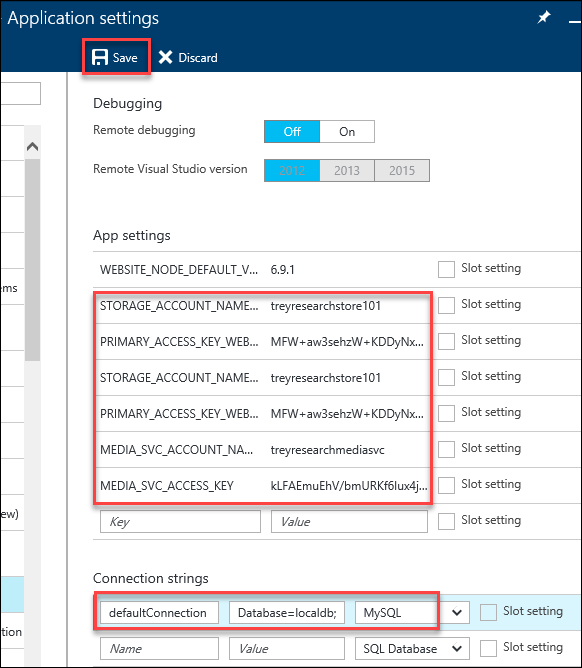 Application settings
Save Discard
Debugging
Remote debugging Off On
Remote Visual Studio version 2012 2013 2015
App settings
WEBSITE_NODE_DEFAULT_V... 6.9.1 Slot setting
STORAGE_ACCOUNT_NAME... treyresearchstore101 Slot setting
ems
PRIMARY_ACCESS_KEY_WEB... MFW+aw3sehzW+KDDyNx... Slot setting
STORAGE_ACCOUNT_NAME... treyresearchstore101 Slot setting
PRIMARY_ACCESS_KEY_WEB... MFW+aw3sehzW+KDDyNx... Slot setting
MEDIA_SVC_ACCOUNT_NA... treyresearchmediasvc Slot setting
MEDIA_SVC_ACCESS_KEY kLFAEmuEhV/bmURKf6lux4j... Slot setting
ew)
Key Value Slot setting
Connection strings
defaultConnection Database=localdb; MySQL Slot setting
tion
Name Value SQL Database Slot setting